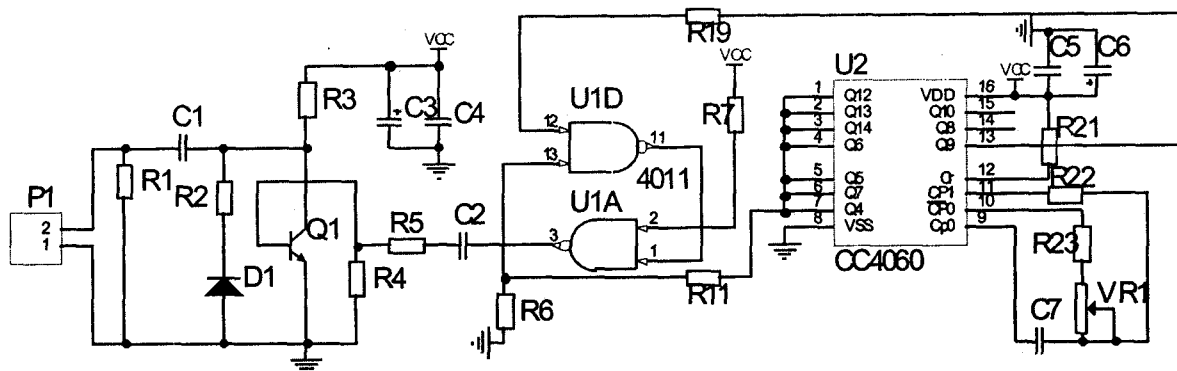 R19
C5
C6
VCC
VCC
VCC
U2
R3
C3
C4
R7
U1D
C1
12
11
13
4011
U1A
1 Q12
2 Q13
3 Q14
4 Q6
5 Q5
6 Q7
7 Q4
8 VSS
VDD 16
Q10 15
Q8 14
Q9 13
Qr 12
CP1 11
CP0 10
Cp0 9
CC4060
R21
R22
R1
R2
P1
2
1
Q1
R5
C2
3
2
1
R4
D1
R11
R6
R23
VR1
C7